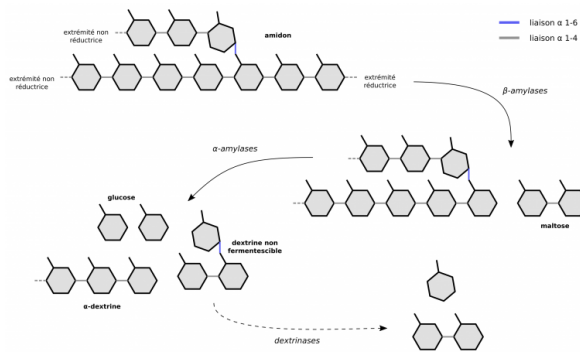 liaison α 1-6
liaison α 1-4
extrémité non
réductrice
amidon
extrémité non
réductrice
extrémité
réductrice
β-amylases
α-amylases
glucose
dextrine non
fermentescible
maltose
α-dextrine
dextrinases